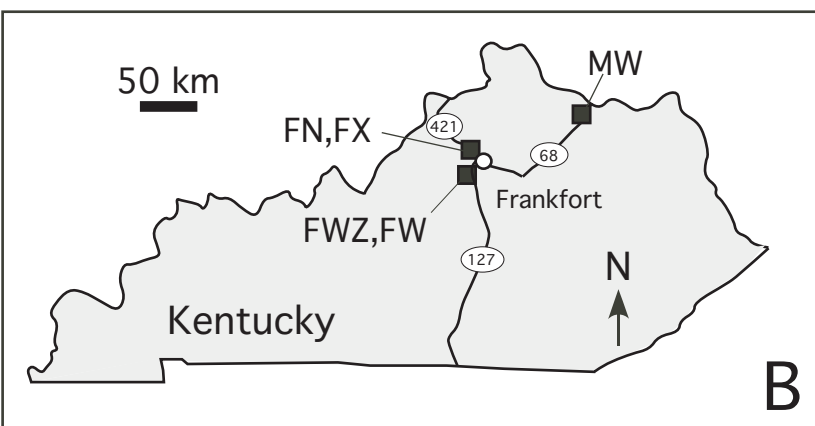 50 km
MW
FN,FX
421
68
Frankfort
FWZ,FW
127
N
Kentucky
B